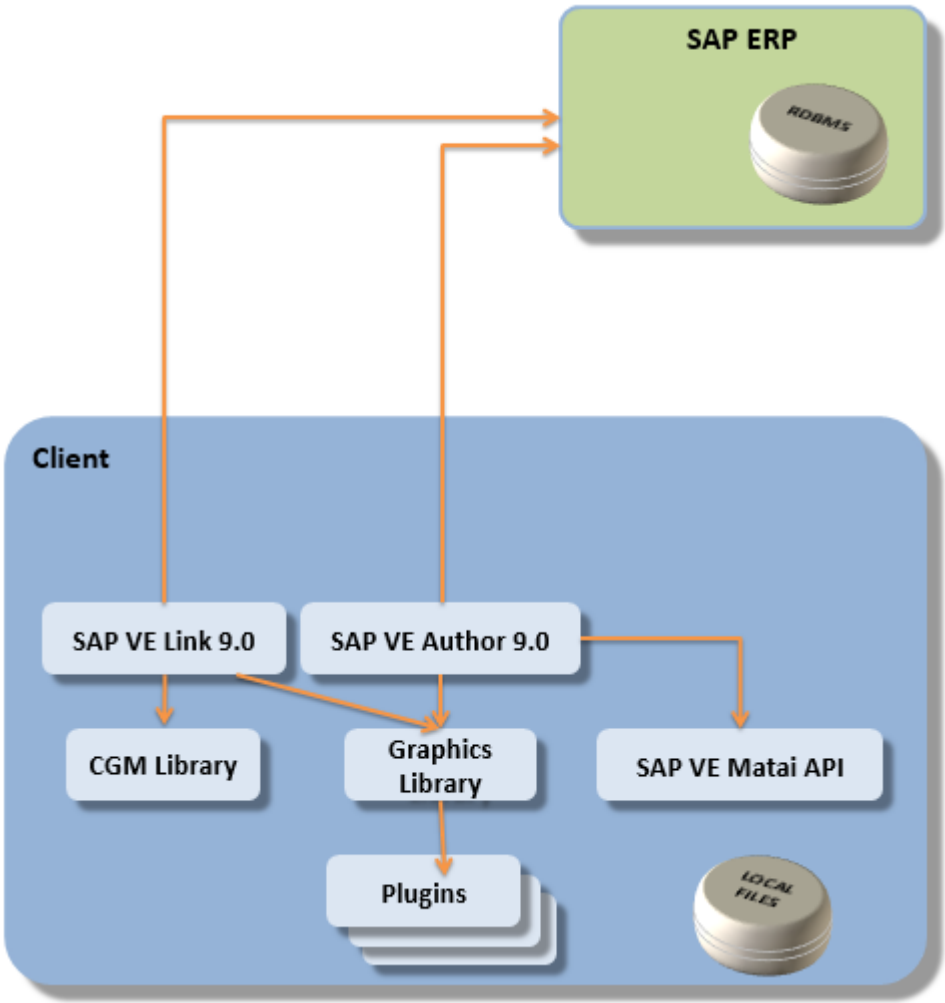 SAP ERP
RDBMS
Client
SAP VE Link 9.0
SAP VE Author 9.0
CGM Library
Graphics
Library
SAP VE Matai API
Plugins
LOCAL
FILES